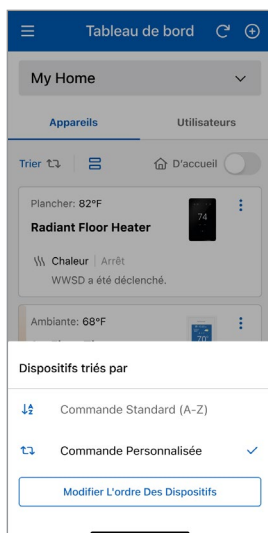 Tableau de bord
My Home
Appareils
Utilisateurs
Trier
D'accueil
Plancher: 82°F
Radiant Floor Heater
74
Chaleur | Arrêt
WWSD a été déclenché.
Ambiante: 68°F
70
Dispositifs triés par
Commande Standard (A-Z)
Commande Personnalisée
Modifier L'ordre Des Dispositifs